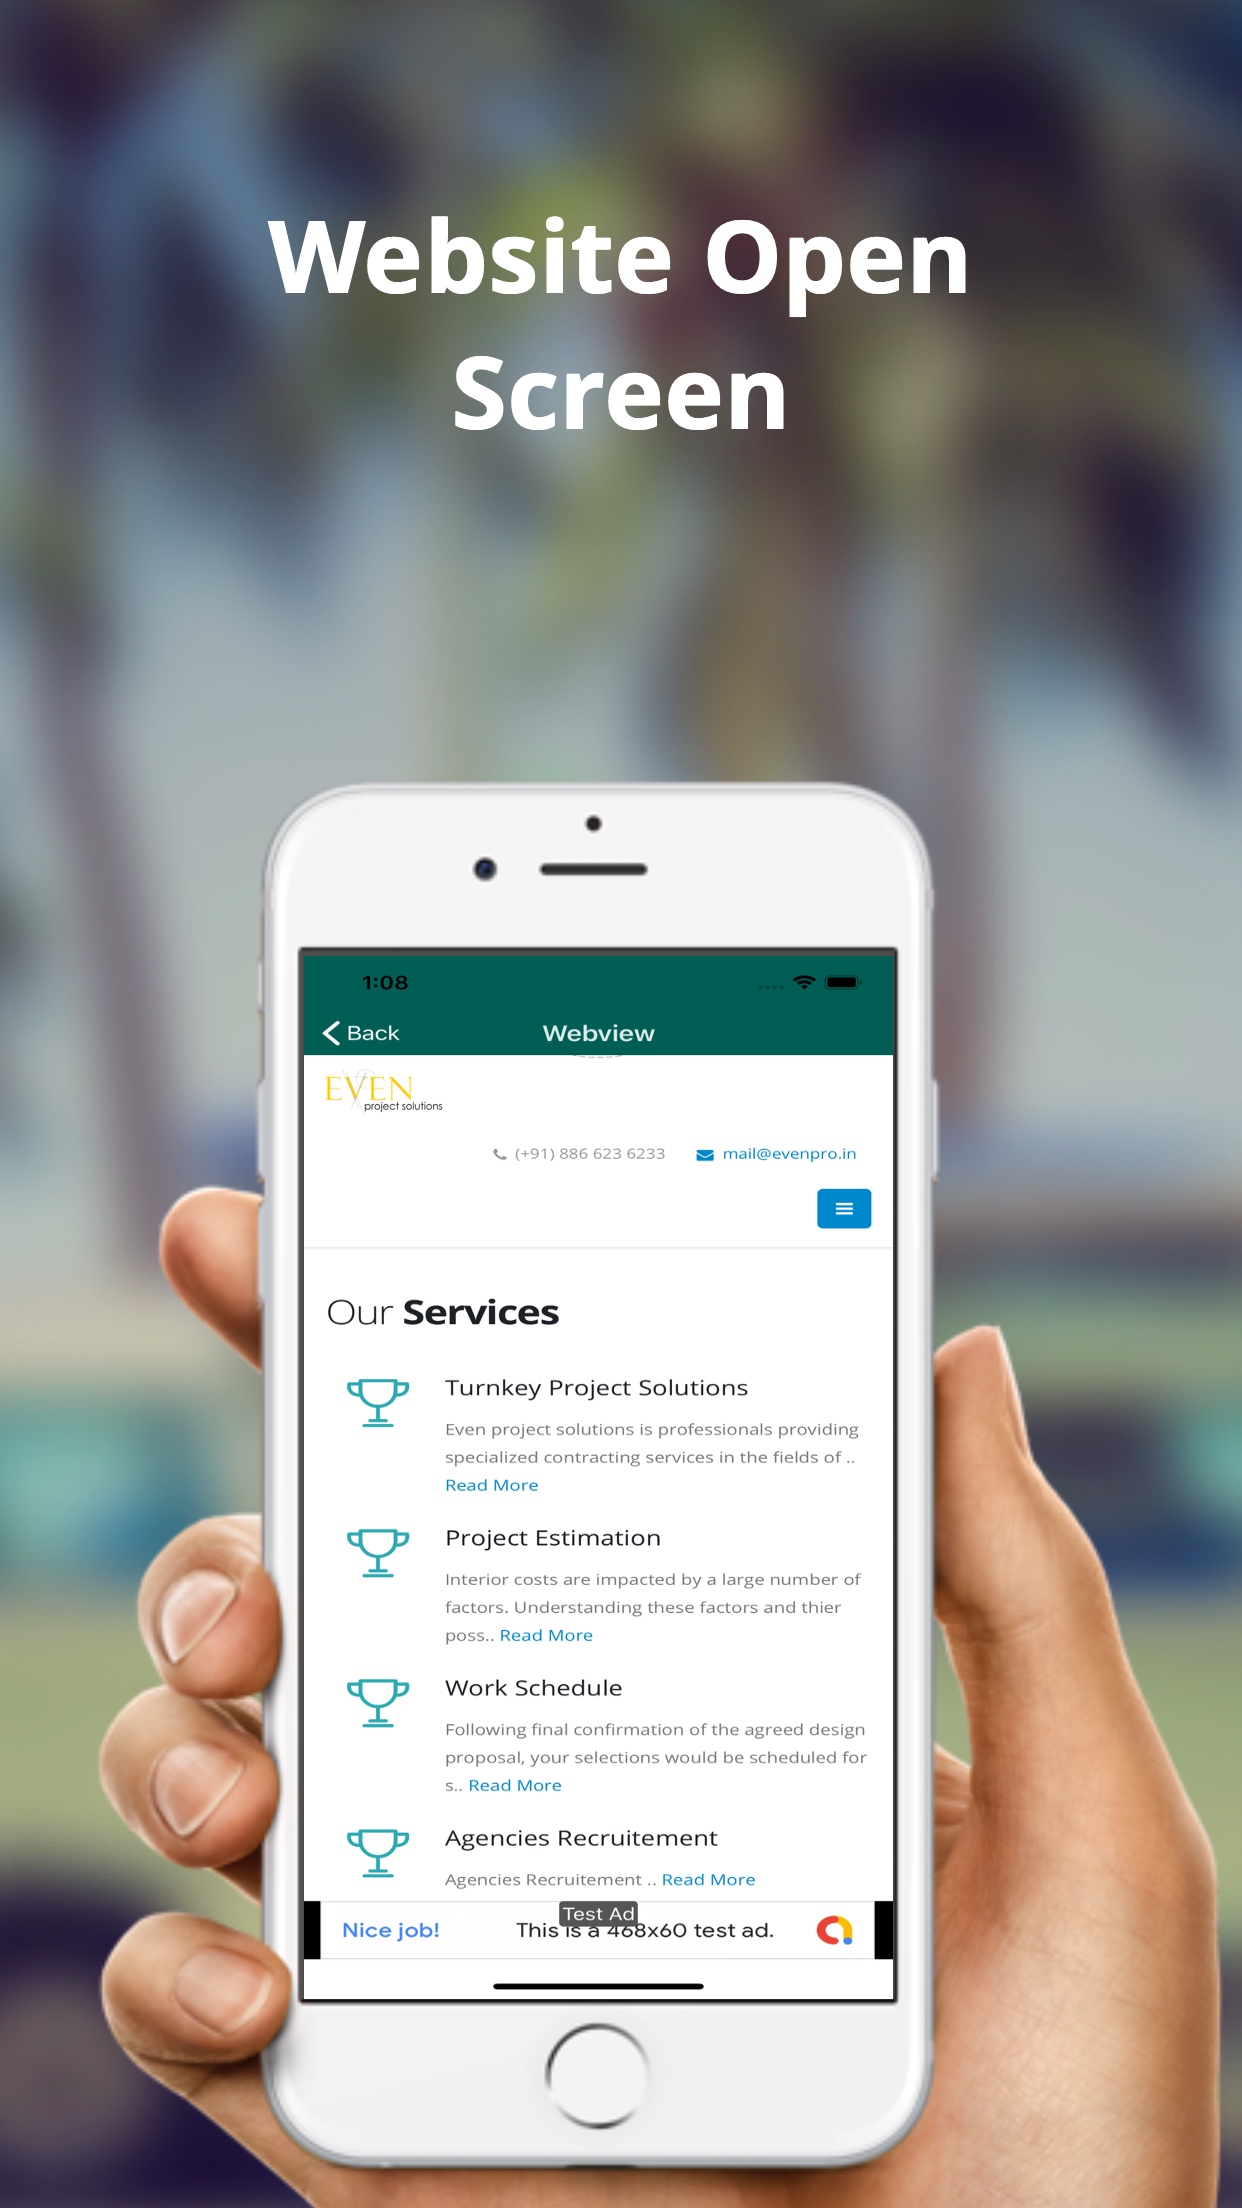 Website Open
Screen
1:08
Back
Webview
EVEN
project solutions
(+91) 886 623 6233
mail@evenpro.in
Our Services
Turnkey Project Solutions
Even project solutions is professionals providing
specialized contracting services in the fields of ..
Read More
Project Estimation
Interior costs are impacted by a large number of
factors. Understanding these factors and thier
poss.. Read More
Work Schedule
Following final confirmation of the agreed design
proposal, your selections would be scheduled for
s.. Read More
Agencies Recruitement
Agencies Recruitement .. Read More
Test Ad
Nice job!
This is a 468x60 test ad.